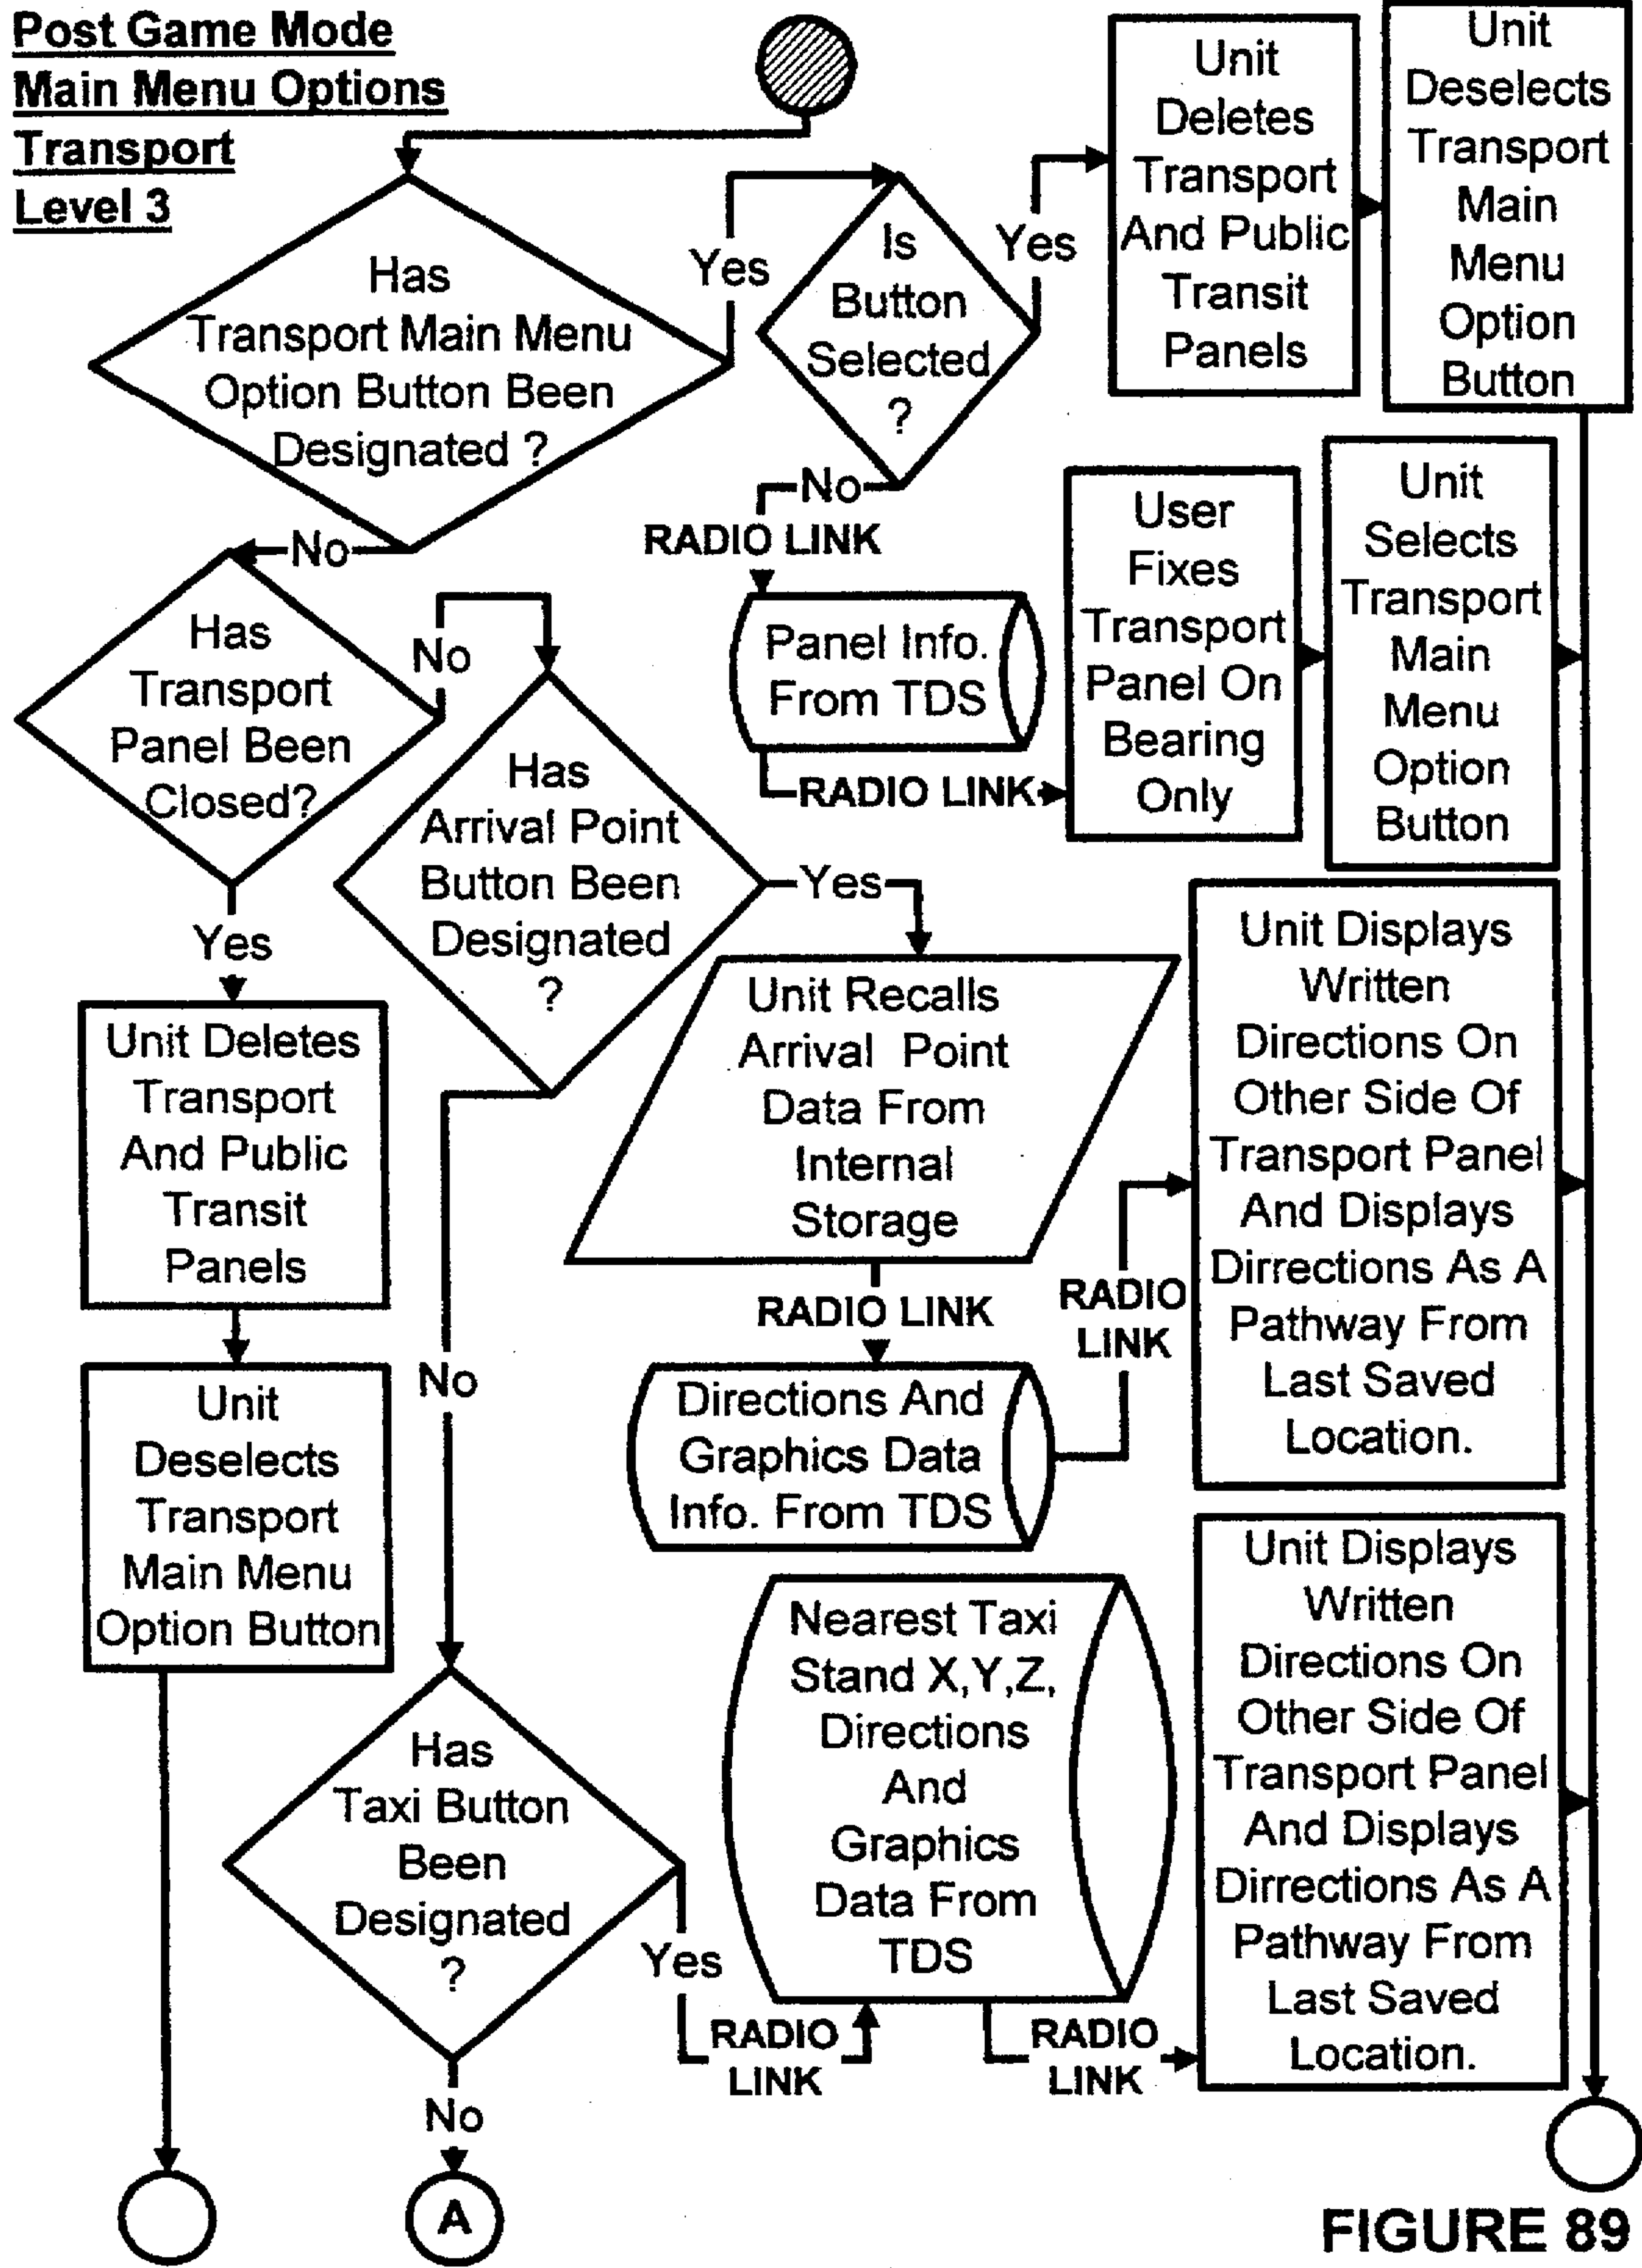 Post Game Mode
Main Menu Options
Transport
Level 3
Has
Transport Main Menu
Option Button Been
Designated ?
Yes
Is
Button
Selected
?
Yes
Unit
Deletes
Transport
And Public
Transit
Panels
Unit
Deselects
Transport
Main
Menu
Option
Button
No
RADIO LINK
Panel Info.
From TDS
RADIO LINK
User
Fixes
Transport
Panel On
Bearing
Only
Unit
Selects
Transport
Main
Menu
Option
Button
No
Has
Transport
Panel Been
Closed?
No
Has
Arrival Point
Button Been
Designated
?
Yes
Yes
Unit Deletes
Transport
And Public
Transit
Panels
Unit
Deselects
Transport
Main Menu
Option Button
Unit Recalls
Arrival Point
Data From
Internal
Storage
RADIO LINK
Directions And
Graphics Data
Info. From TDS
RADIO
LINK
Unit Displays
Written
Directions On
Other Side Of
Transport Panel
And Displays
Dirrections As A
Pathway From
Last Saved
Location.
No
Has
Taxi Button
Been
Designated
?
Yes
RADIO
LINK
Nearest Taxi
Stand X,Y,Z,
Directions
And
Graphics
Data From
TDS
RADIO
LINK
Unit Displays
Written
Directions On
Other Side Of
Transport Panel
And Displays
Dirrections As A
Pathway From
Last Saved
Location.
No
A
FIGURE 89